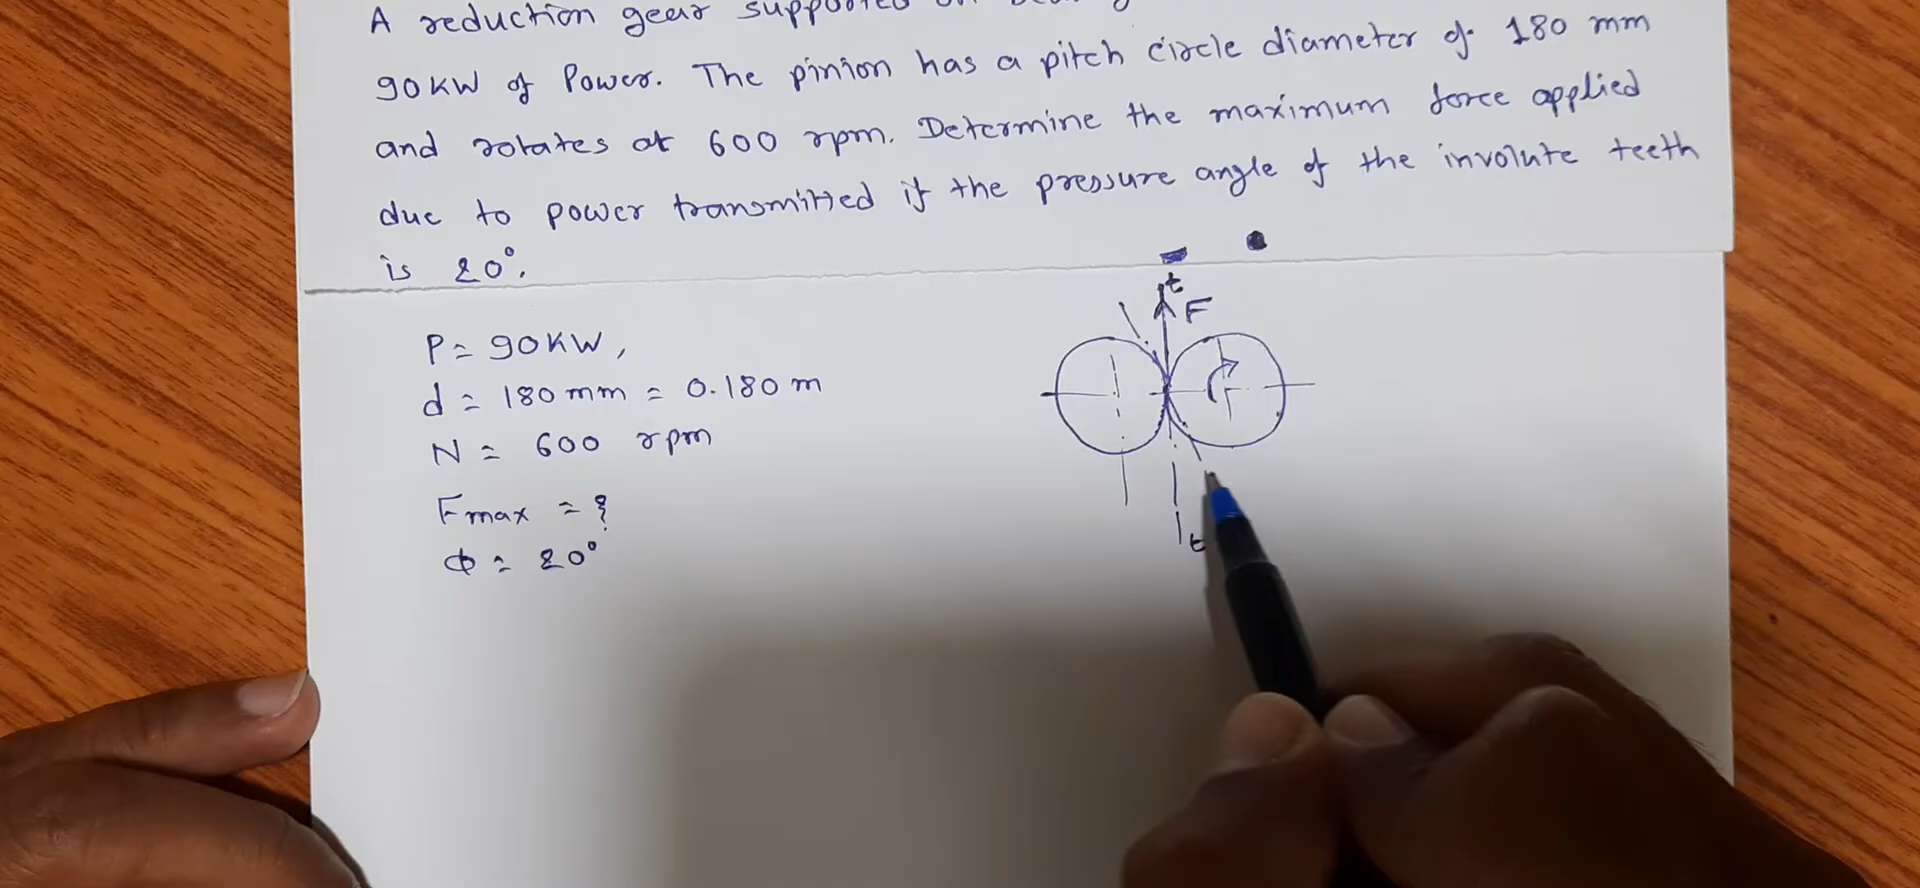 A reduction gear supported on
90KW of Power. The pinion has a pitch circle diameter of 180 mm
and rotates at 600 rpm. Determine the maximum force applied
due to power transmitted if the pressure angle of the involute teeth
is 20°.
t
F
P = 90KW,
d = 180 mm = 0.180 m
N = 600 rpm
Fmax = ?
Φ = 20°
t